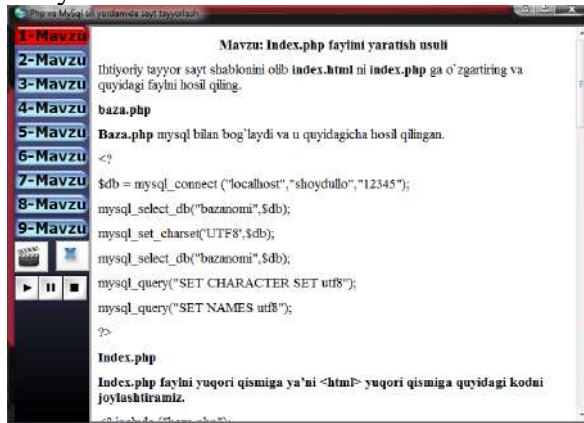 Php va MySql tili yordamida sayt tayyorlash
1-Mavzu
2-Mavzu
3-Mavzu
4-Mavzu
5-Mavzu
6-Mavzu
7-Mavzu
8-Mavzu
9-Mavzu
Mavzu: Index.php faylini yaratish usuli
Ihtiyoriy tayyor sayt shablonini olib index.html ni index.php ga o`zgartiring va
quyidagi faylni hosil qiling.
baza.php
Baza.php mysql bilan bog`laydi va u quyidagicha hosil qilingan.
<?
$db = mysql_connect ("localhost","shoydullo","12345");
mysql_select_db("bazanomi",$db);
mysql_set_charset('UTF8',$db);
mysql_select_db("bazanomi",$db);
mysql_query("SET CHARACTER SET utf8");
mysql_query("SET NAMES utf8");
?>
Index.php
Index.php faylni yuqori qismiga ya'ni <html> yuqori qismiga quyidagi kodni
joylashtiramiz.
<? include ("baza.php");